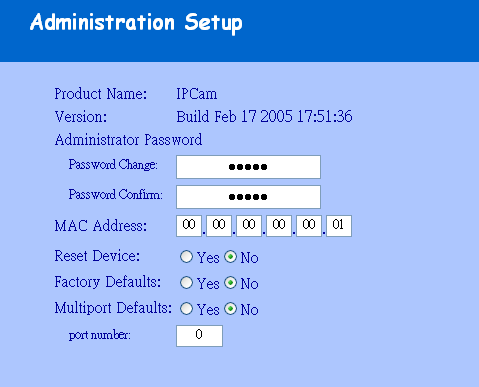 Administration Setup
Product Name: IPCam
Version: Build Feb 17 2005 17:51:36
Administrator Password
Password Change: •••••
Password Confirm: •••••
MAC Address: 00 . 00 . 00 . 00 . 00 . 01
Reset Device: Yes No
Factory Defaults: Yes No
Multiport Defaults: Yes No
port number: 0